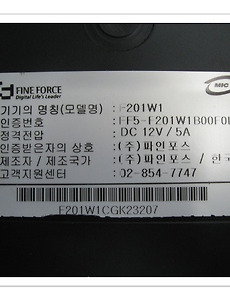 FINE FORCE
Digital Life's Leader
MIC
기기의 명칭(모델명) : F201W1
인증번호 : FF5-F201W1B00F0
정격전압 : DC 12V / 5A
인증받은자의 상호 : (주)파인포스
제조자 / 제조국가 : (주)파인포스 / 한국
고객지원센타 : 02-854-7747
F201W1CGK23207